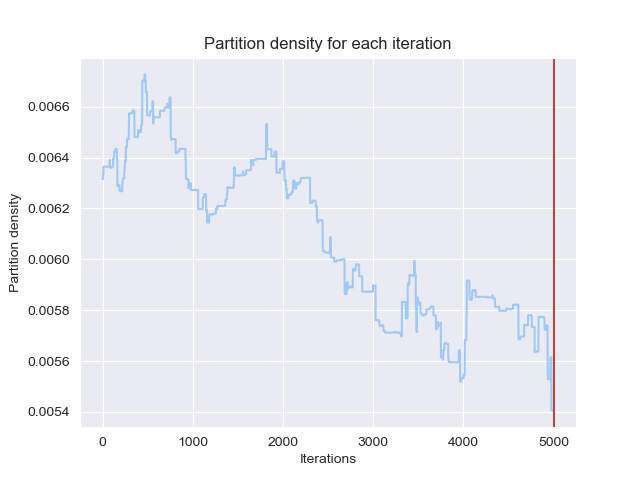 Partition density for each iteration
Partition density
0.0066
0.0064
0.0062
0.0060
0.0058
0.0056
0.0054
0 1000 2000 3000 4000 5000
Iterations